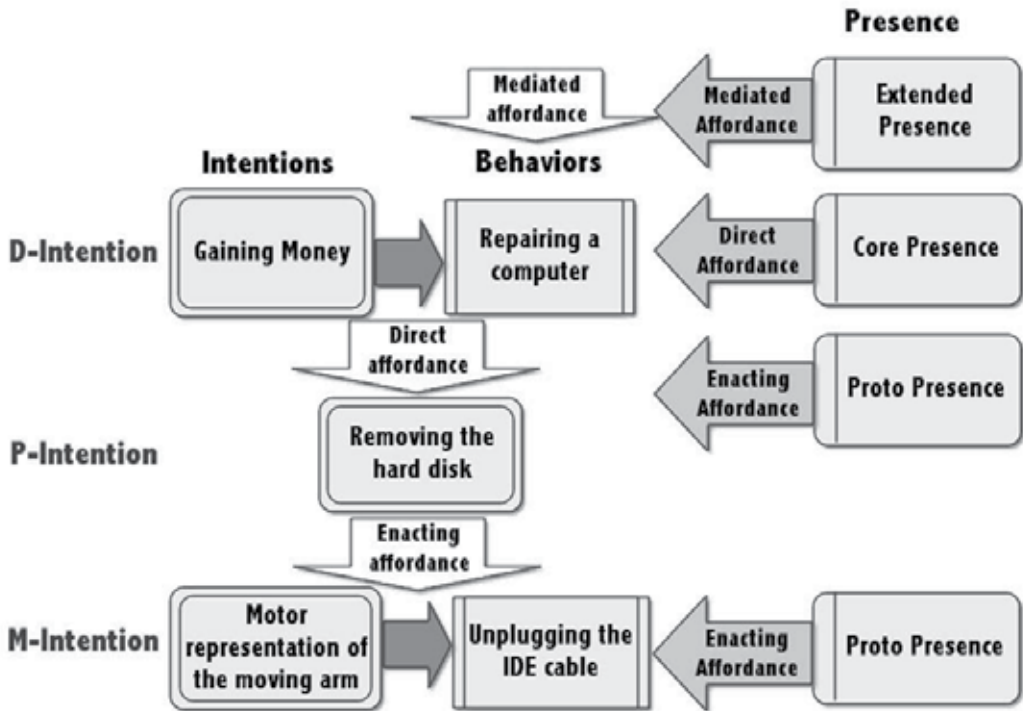 Presence
Mediated
affordance
Mediated
Affordance
Extended
Presence
Intentions
Behaviors
D-Intention
Gaining Money
Repairing a
computer
Direct
Affordance
Core Presence
Direct
affordance
Enacting
Affordance
Proto Presence
P-Intention
Removing the
hard disk
Enacting
affordance
M-Intention
Motor
representation of
the moving arm
Unplugging the
IDE cable
Enacting
Affordance
Proto Presence